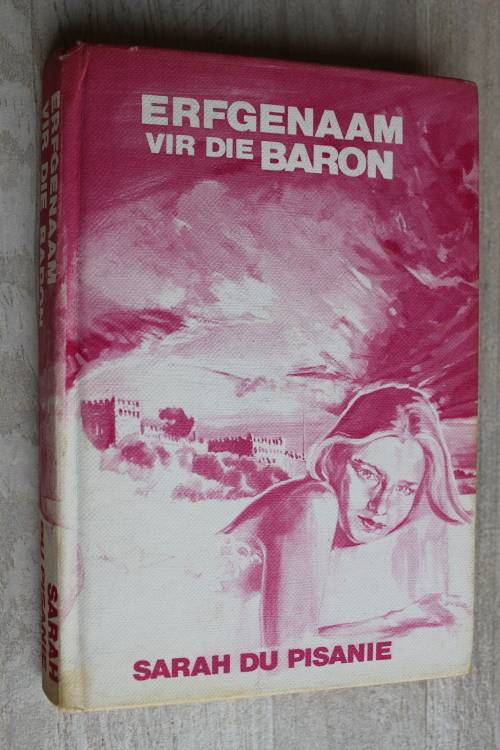 ERFGENAAM
VIR DIE BARON
SARAH DU PISANIE
ERFGENAAM
VIR DIE BARON
SARAH
DU PISANIE